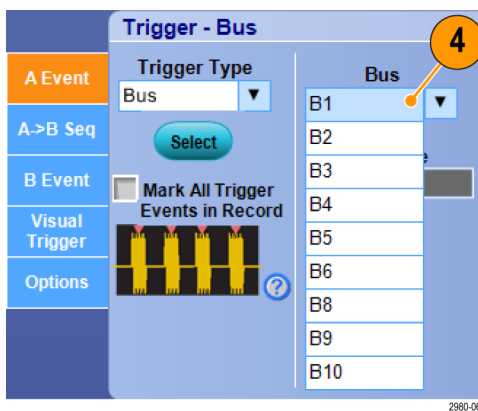 Trigger - Bus
4
A Event
A->B Seq
B Event
Visual
Trigger
Options
Trigger Type
Bus
Select
Mark All Trigger
Events in Record
?
Bus
B1
B2
B3
B4
B5
B6
B8
B9
B10
2980-06